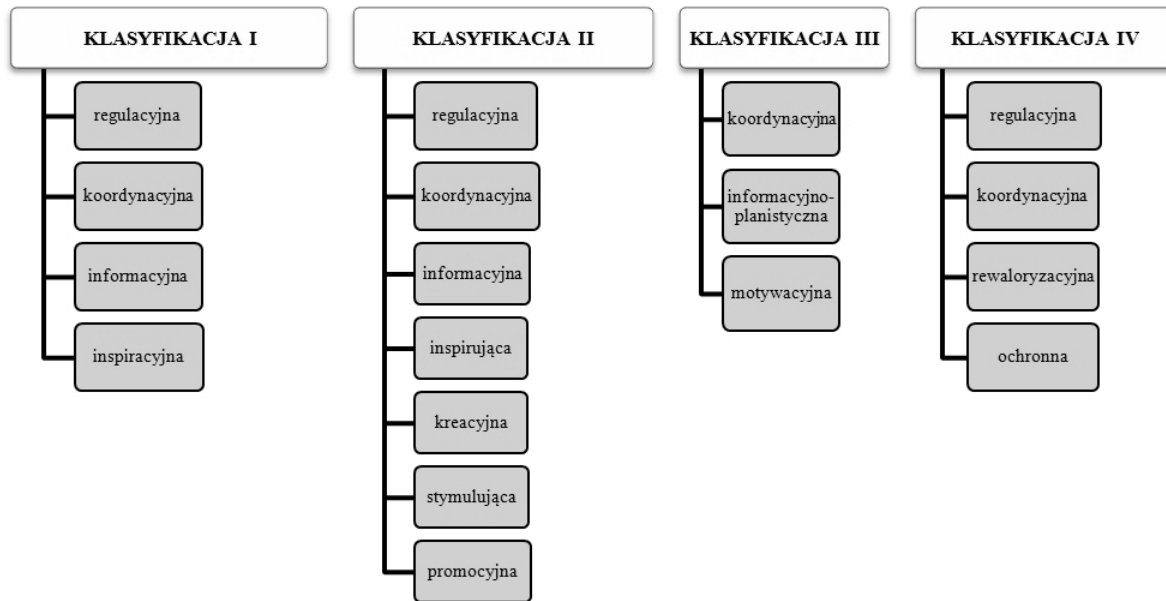 KLASYFIKACJA I
regulacyjna
koordynacyjna
informacyjna
inspiracyjna
KLASYFIKACJA II
regulacyjna
koordynacyjna
informacyjna
inspirująca
kreacyjna
stymulująca
promocyjna
KLASYFIKACJA III
koordynacyjna
informacyjno-
planistyczna
motywacyjna
KLASYFIKACJA IV
regulacyjna
koordynacyjna
rewaloryzacyjna
ochronna